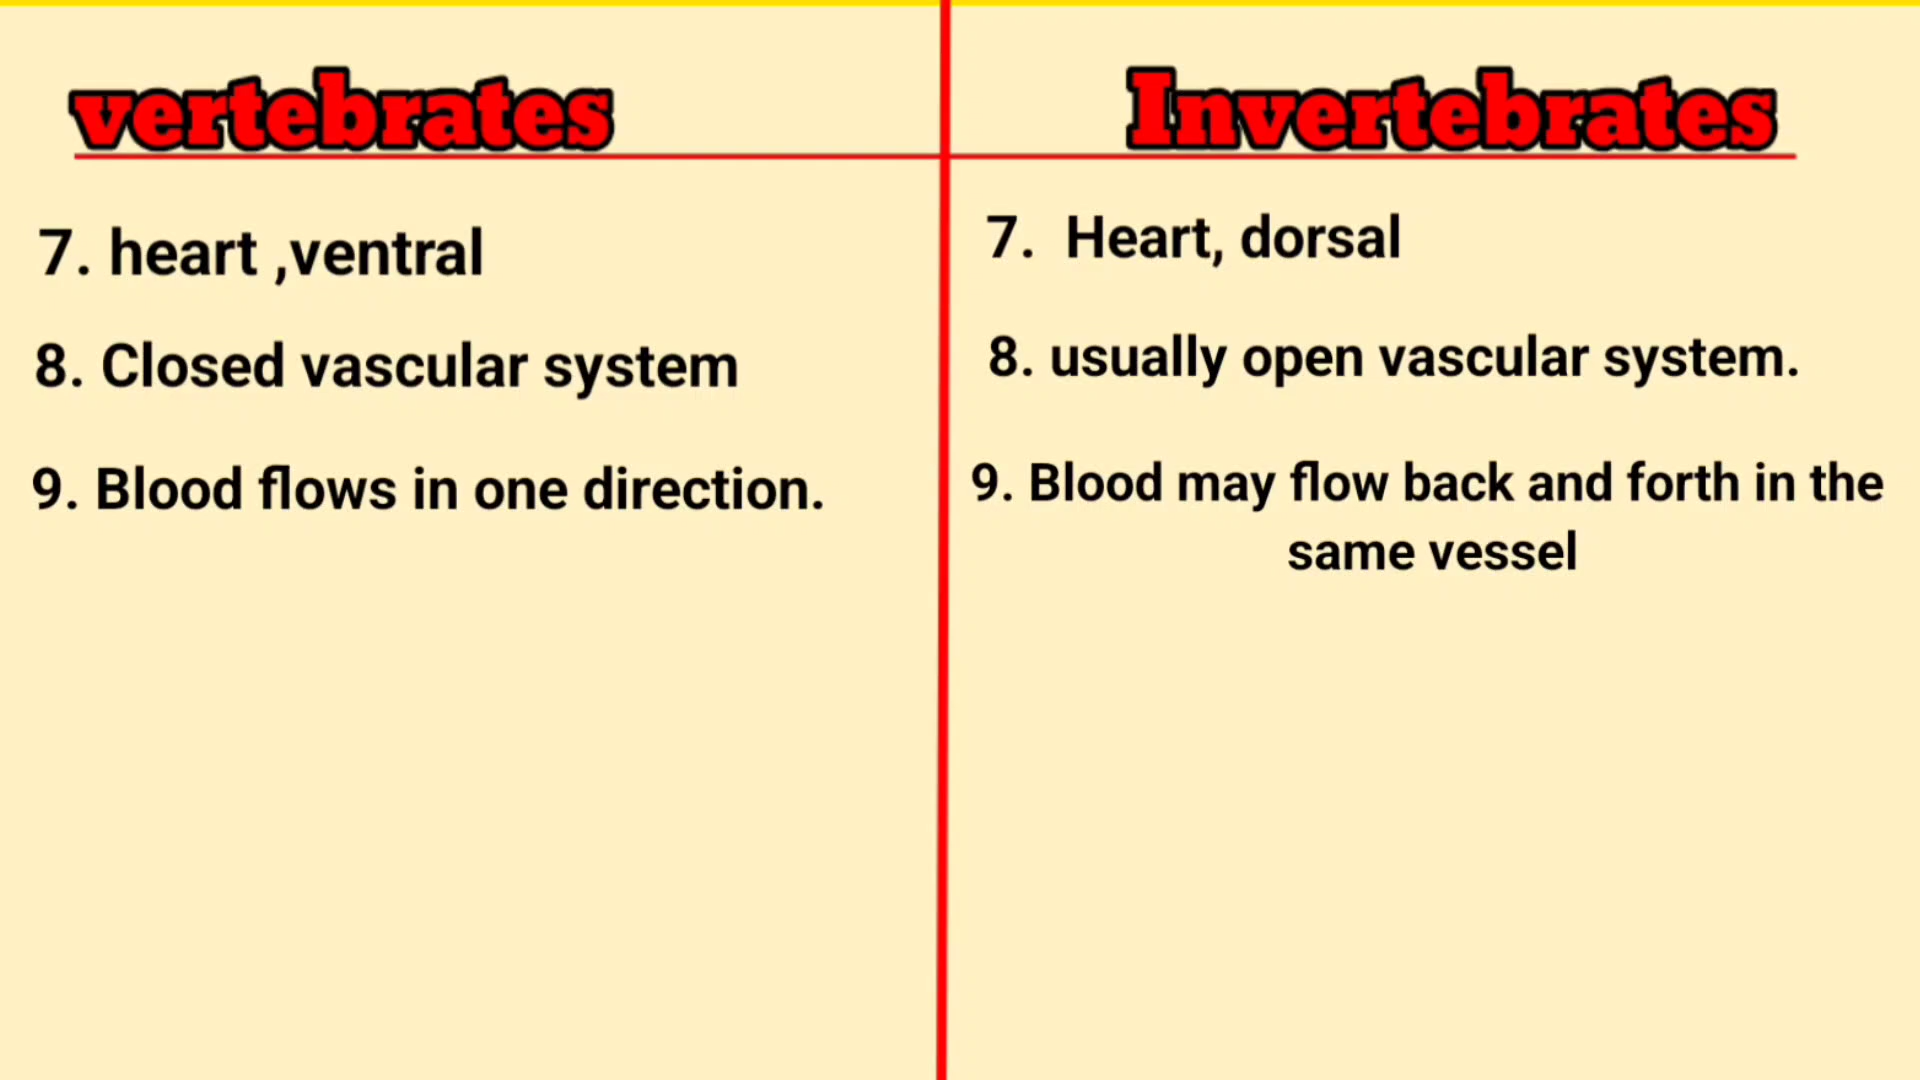 vertebrates
7. heart ,ventral
8. Closed vascular system
9. Blood flows in one direction.
Invertebrates
7. Heart, dorsal
8. usually open vascular system.
9. Blood may flow back and forth in the
same vessel